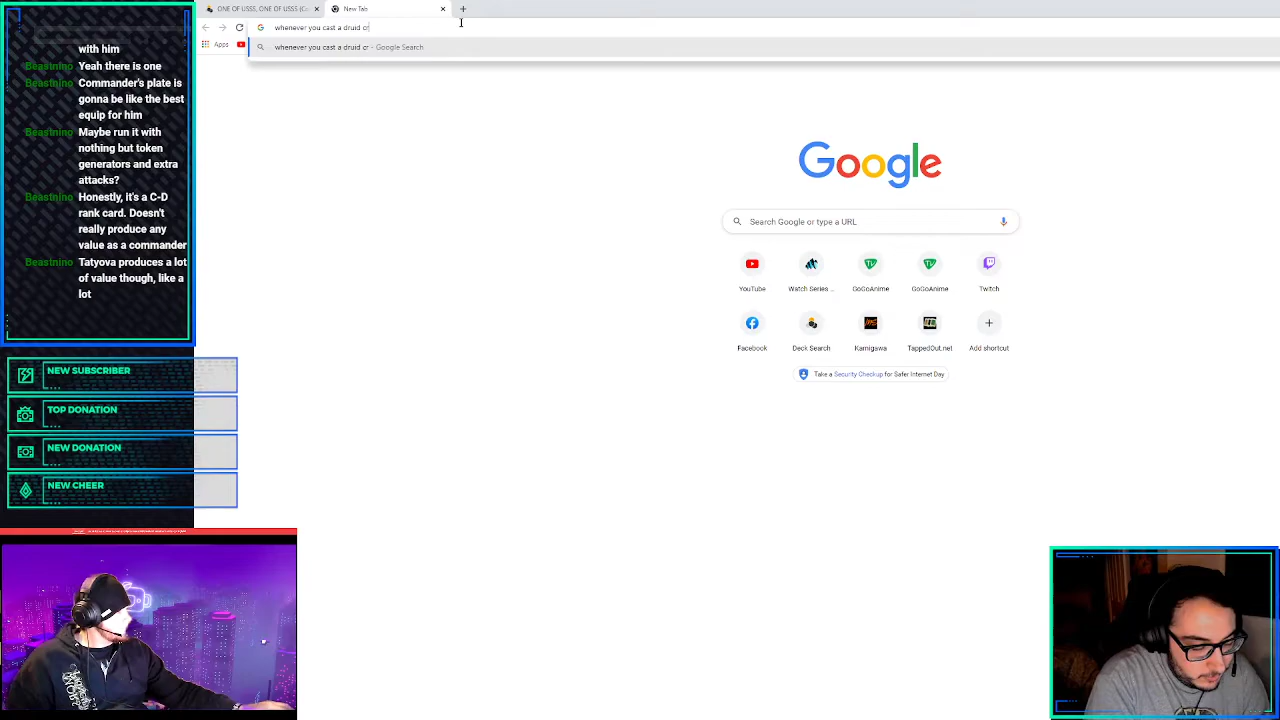 ONE OF USSS, ONE OF USSS (C
New Tab
whenever you cast a druid cr
Apps
whenever you cast a druid cr - Google Search
with him
Beastnino Yeah there is one
Beastnino Commander's plate is
gonna be like the best
equip for him
Beastnino Maybe run it with
nothing but token
generators and extra
attacks?
Beastnino Honestly, it's a C-D
rank card. Doesn't
really produce any
value as a commander
Beastnino Tatyova produces a lot
of value though, like a
lot
Google
Search Google or type a URL
YouTube
Watch Series ...
GoGoAnime
GoGoAnime
Twitch
Facebook
Deck Search
Kamigawa
TappedOut.net
Add shortcut
Take a Security Checkup for Safer Internet Day
NEW SUBSCRIBER
TOP DONATION
NEW DONATION
NEW CHEER